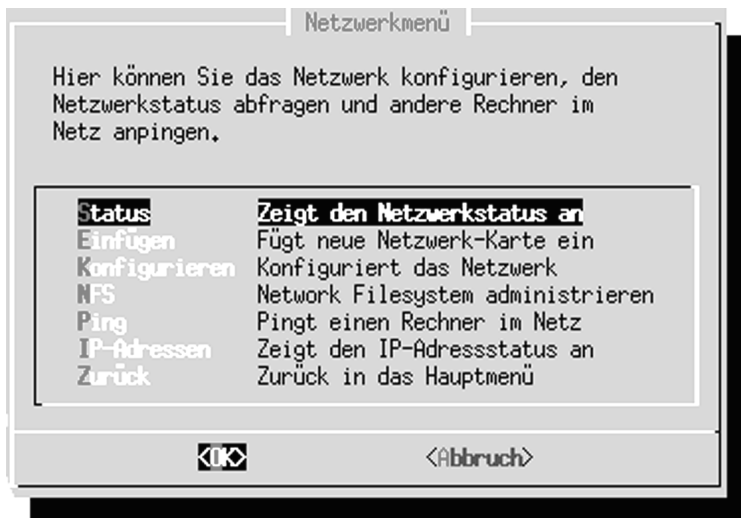 Netzwerkmenü
Hier können Sie das Netzwerk konfigurieren, den
Netzwerkstatus abfragen und andere Rechner im
Netz anpingen.
Status Zeigt den Netzwerkstatus an
Einfügen Fügt neue Netzwerk-Karte ein
Konfigurieren Konfiguriert das Netzwerk
NFS Network Filesystem administrieren
Ping Pingt einen Rechner im Netz
IP-Adressen Zeigt den IP-Adressstatus an
Zurück Zurück in das Hauptmenü
<OK> <Abbruch>